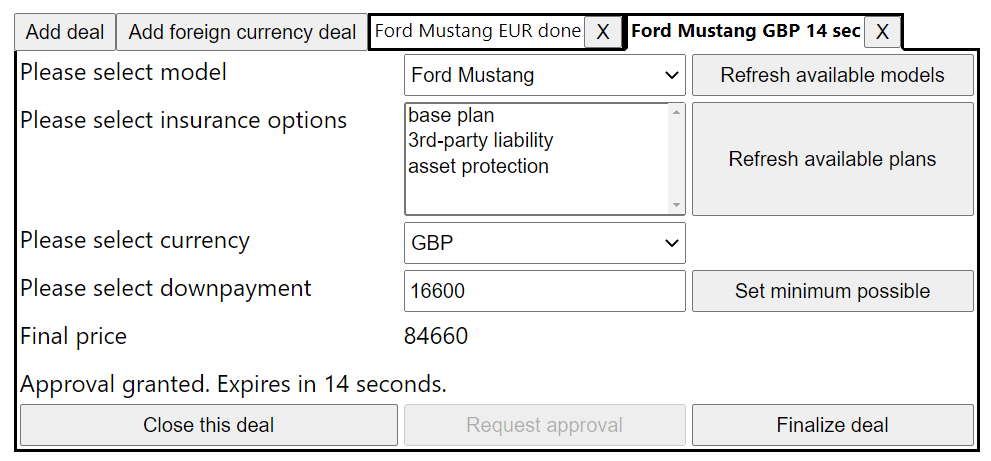 Add deal Add foreign currency deal Ford Mustang EUR done X Ford Mustang GBP 14 sec X
Please select model Ford Mustang Refresh available models
Please select insurance options base plan
3rd-party liability
asset protection
Refresh available plans
Please select currency GBP
Please select downpayment 16600 Set minimum possible
Final price 84660
Approval granted. Expires in 14 seconds.
Close this deal Request approval Finalize deal